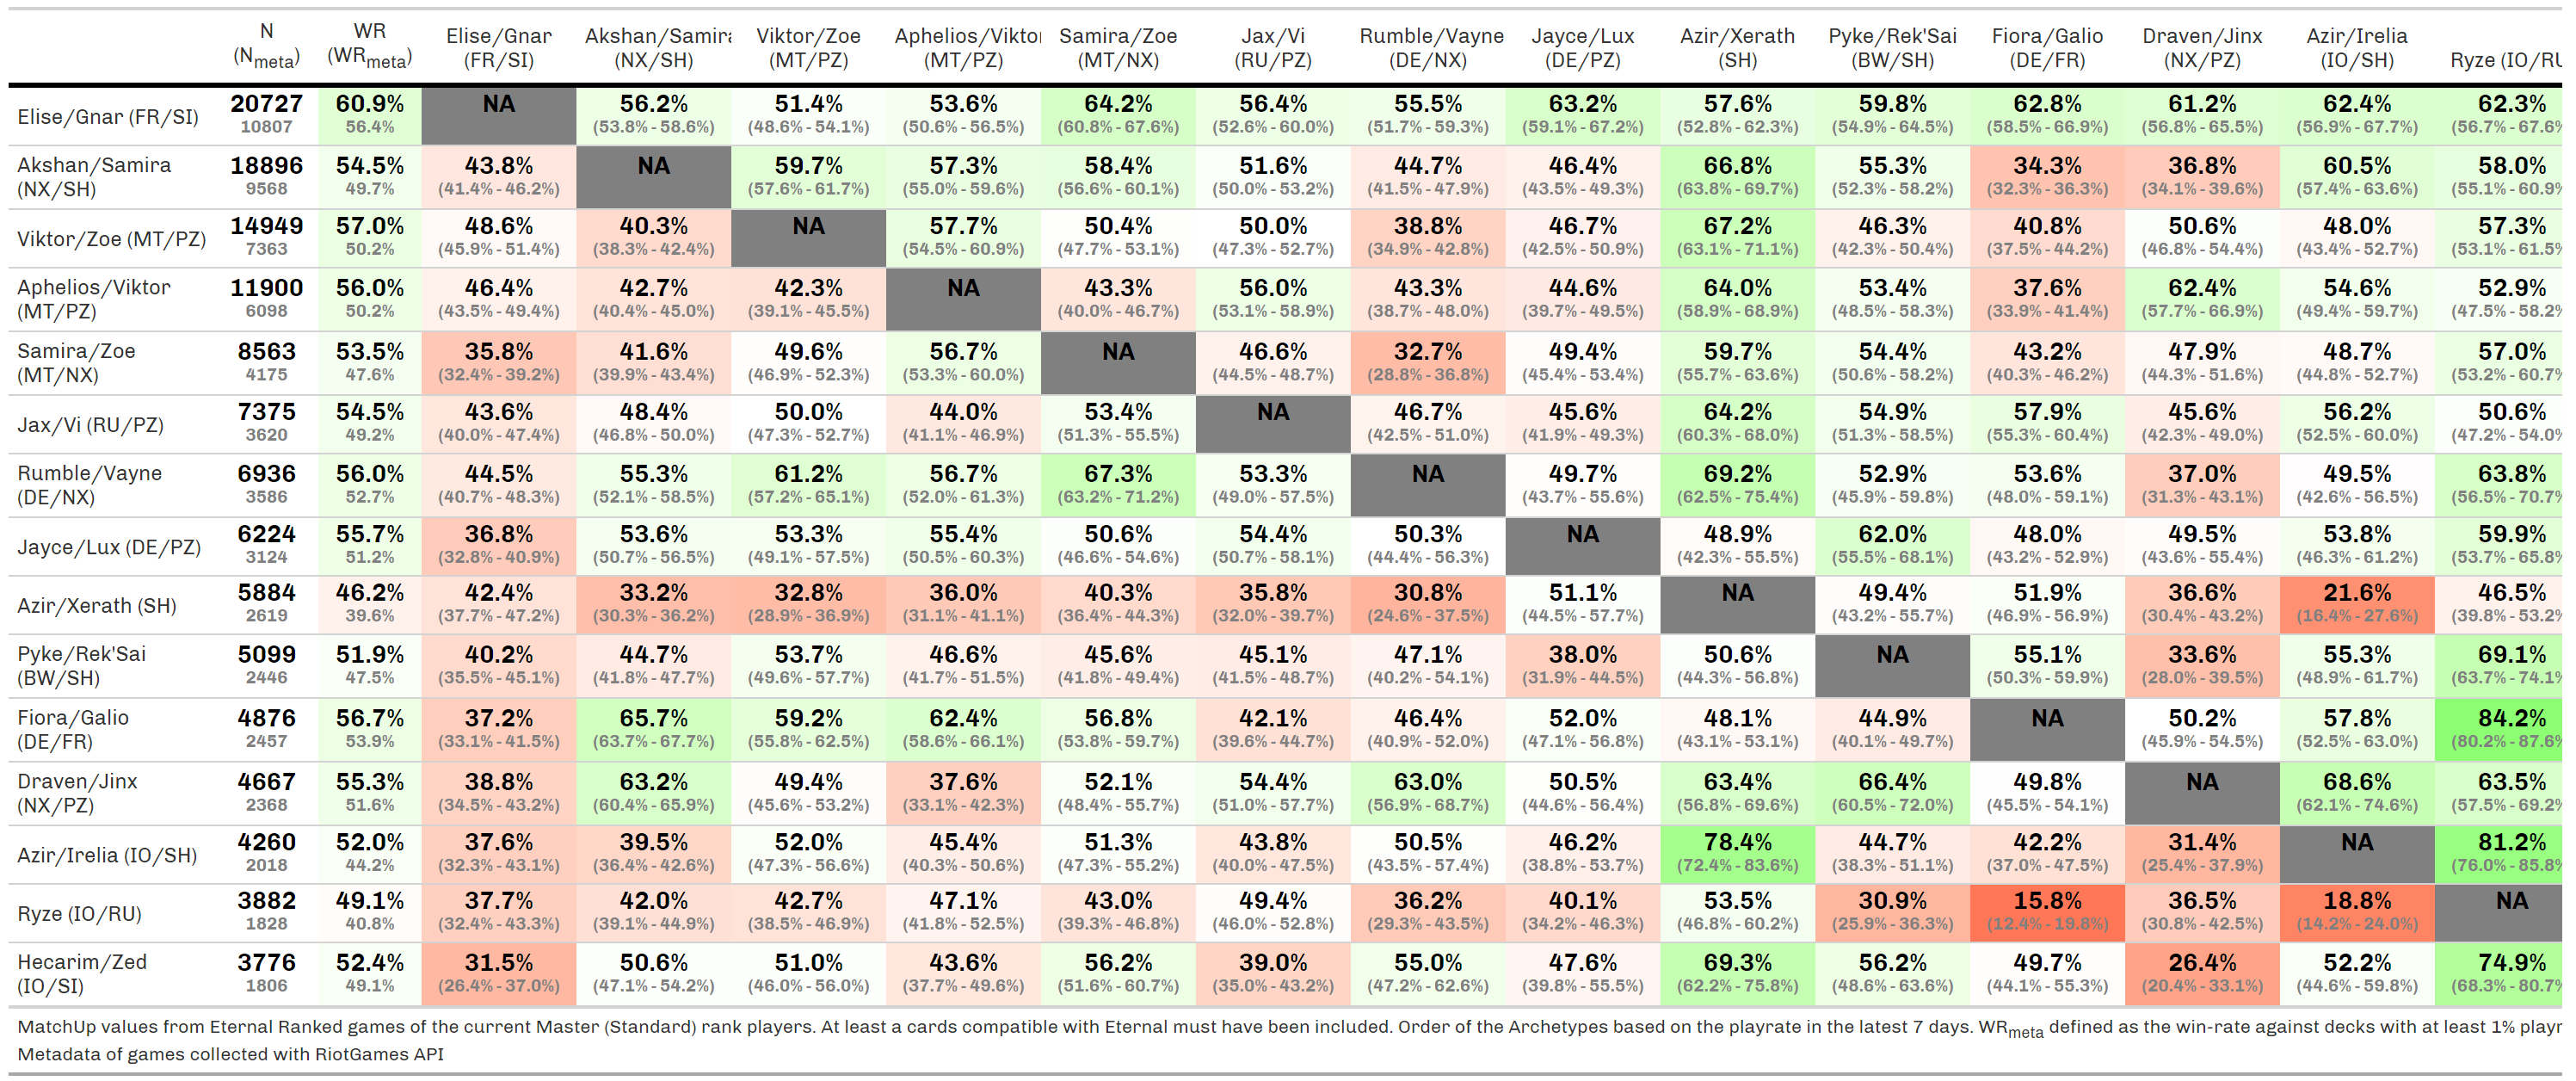 N WR Elise/Gnar Akshan/Samira Viktor/Zoe Aphelios/Viktor Samira/Zoe Jax/Vi Rumble/Vayne Jayce/Lux Azir/Xerath Pyke/Rek'Sai Fiora/Galio Draven/Jinx Azir/Irelia
(Nmeta) (WRmeta) (FR/SI) (NX/SH) (MT/PZ) (MT/PZ) (MT/NX) (RU/PZ) (DE/NX) (DE/PZ) (SH) (BW/SH) (DE/FR) (NX/PZ) (IO/SH) Ryze (IO/RU
Elise/Gnar (FR/SI) 20727 60.9% NA 56.2% 51.4% 53.6% 64.2% 56.4% 55.5% 63.2% 57.6% 59.8% 62.8% 61.2% 62.4% 62.3%
10807 56.4% (53.8% - 58.6%) (48.6% - 54.1%) (50.6% - 56.5%) (60.8% - 67.6%) (52.6% - 60.0%) (51.7% - 59.3%) (59.1% - 67.2%) (52.8% - 62.3%) (54.9% - 64.5%) (58.5% - 66.9%) (56.8% - 65.5%) (56.9% - 67.7%) (56.7% - 67.6%
Akshan/Samira 18896 54.5% 43.8% NA 59.7% 57.3% 58.4% 51.6% 44.7% 46.4% 66.8% 55.3% 34.3% 36.8% 60.5% 58.0%
(NX/SH) 9568 49.7% (41.4% - 46.2%) (57.6% - 61.7%) (55.0% - 59.6%) (56.6% - 60.1%) (50.0% - 53.2%) (41.5% - 47.9%) (43.5% - 49.3%) (63.8% - 69.7%) (52.3% - 58.2%) (32.3% - 36.3%) (34.1% - 39.6%) (57.4% - 63.6%) (55.1% - 60.9%
Viktor/Zoe (MT/PZ) 14949 57.0% 48.6% 40.3% NA 57.7% 50.4% 50.0% 38.8% 46.7% 67.2% 46.3% 40.8% 50.6% 48.0% 57.3%
7363 50.2% (45.9% - 51.4%) (38.3% - 42.4%) (54.5% - 60.9%) (47.7% - 53.1%) (47.3% - 52.7%) (34.9% - 42.8%) (42.5% - 50.9%) (63.1% - 71.1%) (42.3% - 50.4%) (37.5% - 44.2%) (46.8% - 54.4%) (43.4% - 52.7%) (53.1% - 61.5%
Aphelios/Viktor 11900 56.0% 46.4% 42.7% 42.3% NA 43.3% 56.0% 43.3% 44.6% 64.0% 53.4% 37.6% 62.4% 54.6% 52.9%
(MT/PZ) 6098 50.2% (43.5% - 49.4%) (40.4% - 45.0%) (39.1% - 45.5%) (40.0% - 46.7%) (53.1% - 58.9%) (38.7% - 48.0%) (39.7% - 49.5%) (58.9% - 68.9%) (48.5% - 58.3%) (33.9% - 41.4%) (57.7% - 66.9%) (49.4% - 59.7%) (47.5% - 58.2%
Samira/Zoe 8563 53.5% 35.8% 41.6% 49.6% 56.7% NA 46.6% 32.7% 49.4% 59.7% 54.4% 43.2% 47.9% 48.7% 57.0%
(MT/NX) 4175 47.6% (32.4% - 39.2%) (39.9% - 43.4%) (46.9% - 52.3%) (53.3% - 60.0%) (44.5% - 48.7%) (28.8% - 36.8%) (45.4% - 53.4%) (55.7% - 63.6%) (50.6% - 58.2%) (40.3% - 46.2%) (44.3% - 51.6%) (44.8% - 52.7%) (53.2% - 60.7%
Jax/Vi (RU/PZ) 7375 54.5% 43.6% 48.4% 50.0% 44.0% 53.4% NA 46.7% 45.6% 64.2% 54.9% 57.9% 45.6% 56.2% 50.6%
3620 49.2% (40.0% - 47.4%) (46.8% - 50.0%) (47.3% - 52.7%) (41.1% - 46.9%) (51.3% - 55.5%) (42.5% - 51.0%) (41.9% - 49.3%) (60.3% - 68.0%) (51.3% - 58.5%) (55.3% - 60.4%) (42.3% - 49.0%) (52.5% - 60.0%) (47.2% - 54.0%
Rumble/Vayne 6936 56.0% 44.5% 55.3% 61.2% 56.7% 67.3% 53.3% NA 49.7% 69.2% 52.9% 53.6% 37.0% 49.5% 63.8%
(DE/NX) 3586 52.7% (40.7% - 48.3%) (52.1% - 58.5%) (57.2% - 65.1%) (52.0% - 61.3%) (63.2% - 71.2%) (49.0% - 57.5%) (43.7% - 55.6%) (62.5% - 75.4%) (45.9% - 59.8%) (48.0% - 59.1%) (31.3% - 43.1%) (42.6% - 56.5%) (56.5% - 70.7%
Jayce/Lux (DE/PZ) 6224 55.7% 36.8% 53.6% 53.3% 55.4% 50.6% 54.4% 50.3% NA 48.9% 62.0% 48.0% 49.5% 53.8% 59.9%
3124 51.2% (32.8% - 40.9%) (50.7% - 56.5%) (49.1% - 57.5%) (50.5% - 60.3%) (46.6% - 54.6%) (50.7% - 58.1%) (44.4% - 56.3%) (42.3% - 55.5%) (55.5% - 68.1%) (43.2% - 52.9%) (43.6% - 55.4%) (46.3% - 61.2%) (53.7% - 65.8%
Azir/Xerath (SH) 5884 46.2% 42.4% 33.2% 32.8% 36.0% 40.3% 35.8% 30.8% 51.1% NA 49.4% 51.9% 36.6% 21.6% 46.5%
2619 39.6% (37.7% - 47.2%) (30.3% - 36.2%) (28.9% - 36.9%) (31.1% - 41.1%) (36.4% - 44.3%) (32.0% - 39.7%) (24.6% - 37.5%) (44.5% - 57.7%) (43.2% - 55.7%) (46.9% - 56.9%) (30.4% - 43.2%) (16.4% - 27.6%) (39.8% - 53.2%
Pyke/Rek'Sai 5099 51.9% 40.2% 44.7% 53.7% 46.6% 45.6% 45.1% 47.1% 38.0% 50.6% NA 55.1% 33.6% 55.3% 69.1%
(BW/SH) 2446 47.5% (35.5% - 45.1%) (41.8% - 47.7%) (49.6% - 57.7%) (41.7% - 51.5%) (41.8% - 49.4%) (41.5% - 48.7%) (40.2% - 54.1%) (31.9% - 44.5%) (44.3% - 56.8%) (50.3% - 59.9%) (28.0% - 39.5%) (48.9% - 61.7%) (63.7% - 74.1%
Fiora/Galio 4876 56.7% 37.2% 65.7% 59.2% 62.4% 56.8% 42.1% 46.4% 52.0% 48.1% 44.9% NA 50.2% 57.8% 84.2%
(DE/FR) 2457 53.9% (33.1% - 41.5%) (63.7% - 67.7%) (55.8% - 62.5%) (58.6% - 66.1%) (53.8% - 59.7%) (39.6% - 44.7%) (40.9% - 52.0%) (47.1% - 56.8%) (43.1% - 53.1%) (40.1% - 49.7%) (45.9% - 54.5%) (52.5% - 63.0%) (80.2% - 87.6%
Draven/Jinx 4667 55.3% 38.8% 63.2% 49.4% 37.6% 52.1% 54.4% 63.0% 50.5% 63.4% 66.4% 49.8% NA 68.6% 63.5%
(NX/PZ) 2368 51.6% (34.5% - 43.2%) (60.4% - 65.9%) (45.6% - 53.2%) (33.1% - 42.3%) (48.4% - 55.7%) (51.0% - 57.7%) (56.9% - 68.7%) (44.6% - 56.4%) (56.8% - 69.6%) (60.5% - 72.0%) (45.5% - 54.1%) (62.1% - 74.6%) (57.5% - 69.2%
Azir/Irelia (IO/SH) 4260 52.0% 37.6% 39.5% 52.0% 45.4% 51.3% 43.8% 50.5% 46.2% 78.4% 44.7% 42.2% 31.4% NA 81.2%
2018 44.2% (32.3% - 43.1%) (36.4% - 42.6%) (47.3% - 56.6%) (40.3% - 50.6%) (47.3% - 55.2%) (40.0% - 47.5%) (43.5% - 57.4%) (38.8% - 53.7%) (72.4% - 83.6%) (38.3% - 51.1%) (37.0% - 47.5%) (25.4% - 37.9%) (76.0% - 85.8%
Ryze (IO/RU) 3882 49.1% 37.7% 42.0% 42.7% 47.1% 43.0% 49.4% 36.2% 40.1% 53.5% 30.9% 15.8% 36.5% 18.8% NA
1828 40.8% (32.4% - 43.3%) (39.1% - 44.9%) (38.5% - 46.9%) (41.8% - 52.5%) (39.3% - 46.8%) (46.0% - 52.8%) (29.3% - 43.5%) (34.2% - 46.3%) (46.8% - 60.2%) (25.9% - 36.3%) (12.4% - 19.8%) (30.8% - 42.5%) (14.2% - 24.0%)
Hecarim/Zed 3776 52.4% 31.5% 50.6% 51.0% 43.6% 56.2% 39.0% 55.0% 47.6% 69.3% 56.2% 49.7% 26.4% 52.2% 74.9%
(IO/SI) 1806 49.1% (26.4% - 37.0%) (47.1% - 54.2%) (46.0% - 56.0%) (37.7% - 49.6%) (51.6% - 60.7%) (35.0% - 43.2%) (47.2% - 62.6%) (39.8% - 55.5%) (62.2% - 75.8%) (48.6% - 63.6%) (44.1% - 55.3%) (20.4% - 33.1%) (44.6% - 59.8%) (68.3% - 80.7%
MatchUp values from Eternal Ranked games of the current Master (Standard) rank players. At least a cards compatible with Eternal must have been included. Order of the Archetypes based on the playrate in the latest 7 days. WRmeta defined as the win-rate against decks with at least 1%
Metadata of games collected with RiotGames API